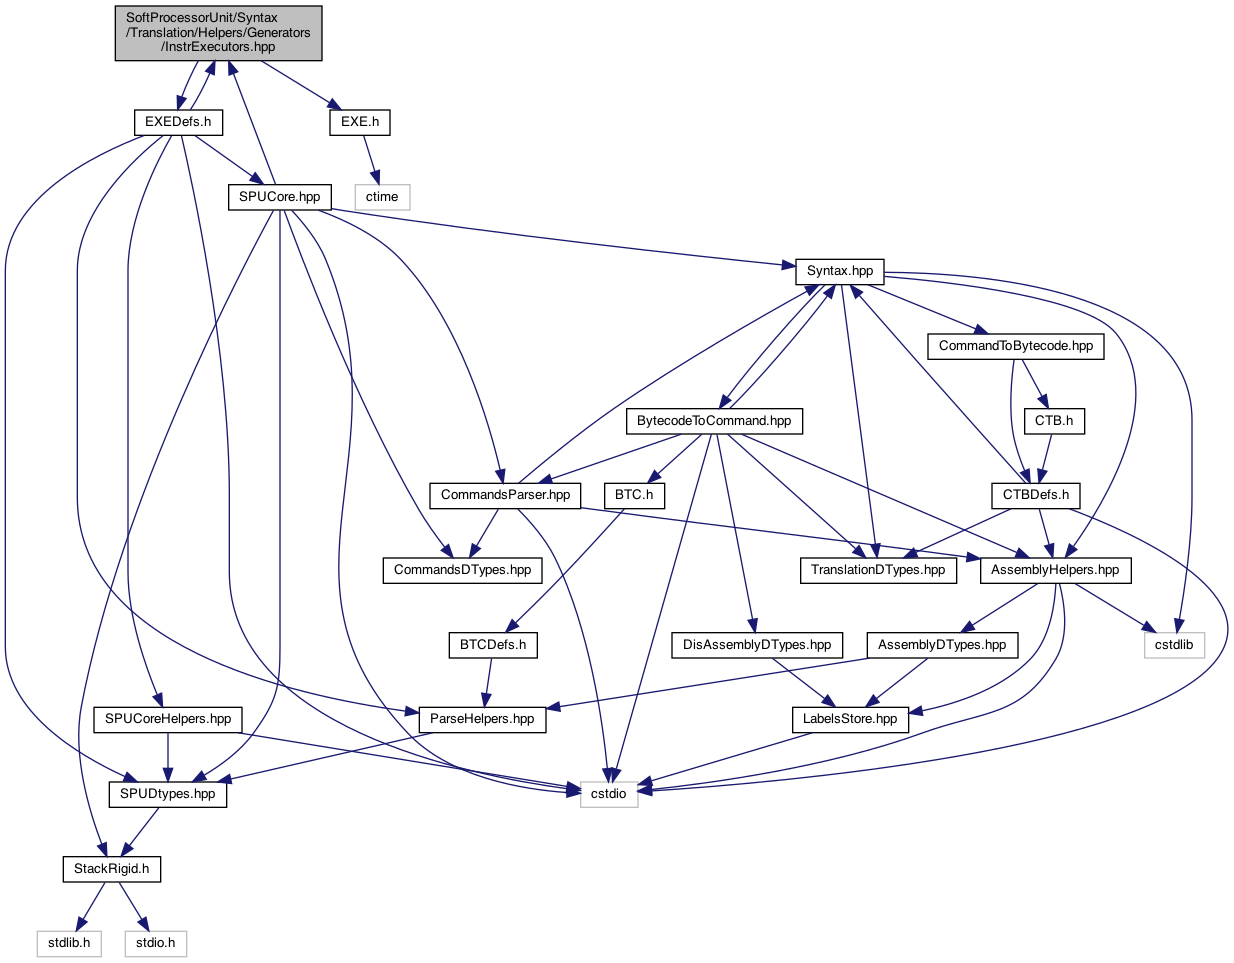 SoftProcessorUnit/Syntax
/Translation/Helpers/Generators
/InstrExecutors.hpp
EXEDefs.h
EXE.h
SPUCore.hpp
ctime
Syntax.hpp
CommandToBytecode.hpp
BytecodeToCommand.hpp
CTB.h
CommandsParser.hpp
BTC.h
CTBDefs.h
CommandsDTypes.hpp
TranslationDTypes.hpp
AssemblyHelpers.hpp
BTCDefs.h
DisAssemblyDTypes.hpp
AssemblyDTypes.hpp
cstdlib
SPUCoreHelpers.hpp
ParseHelpers.hpp
LabelsStore.hpp
SPUDtypes.hpp
cstdio
StackRigid.h
stdlib.h
stdio.h